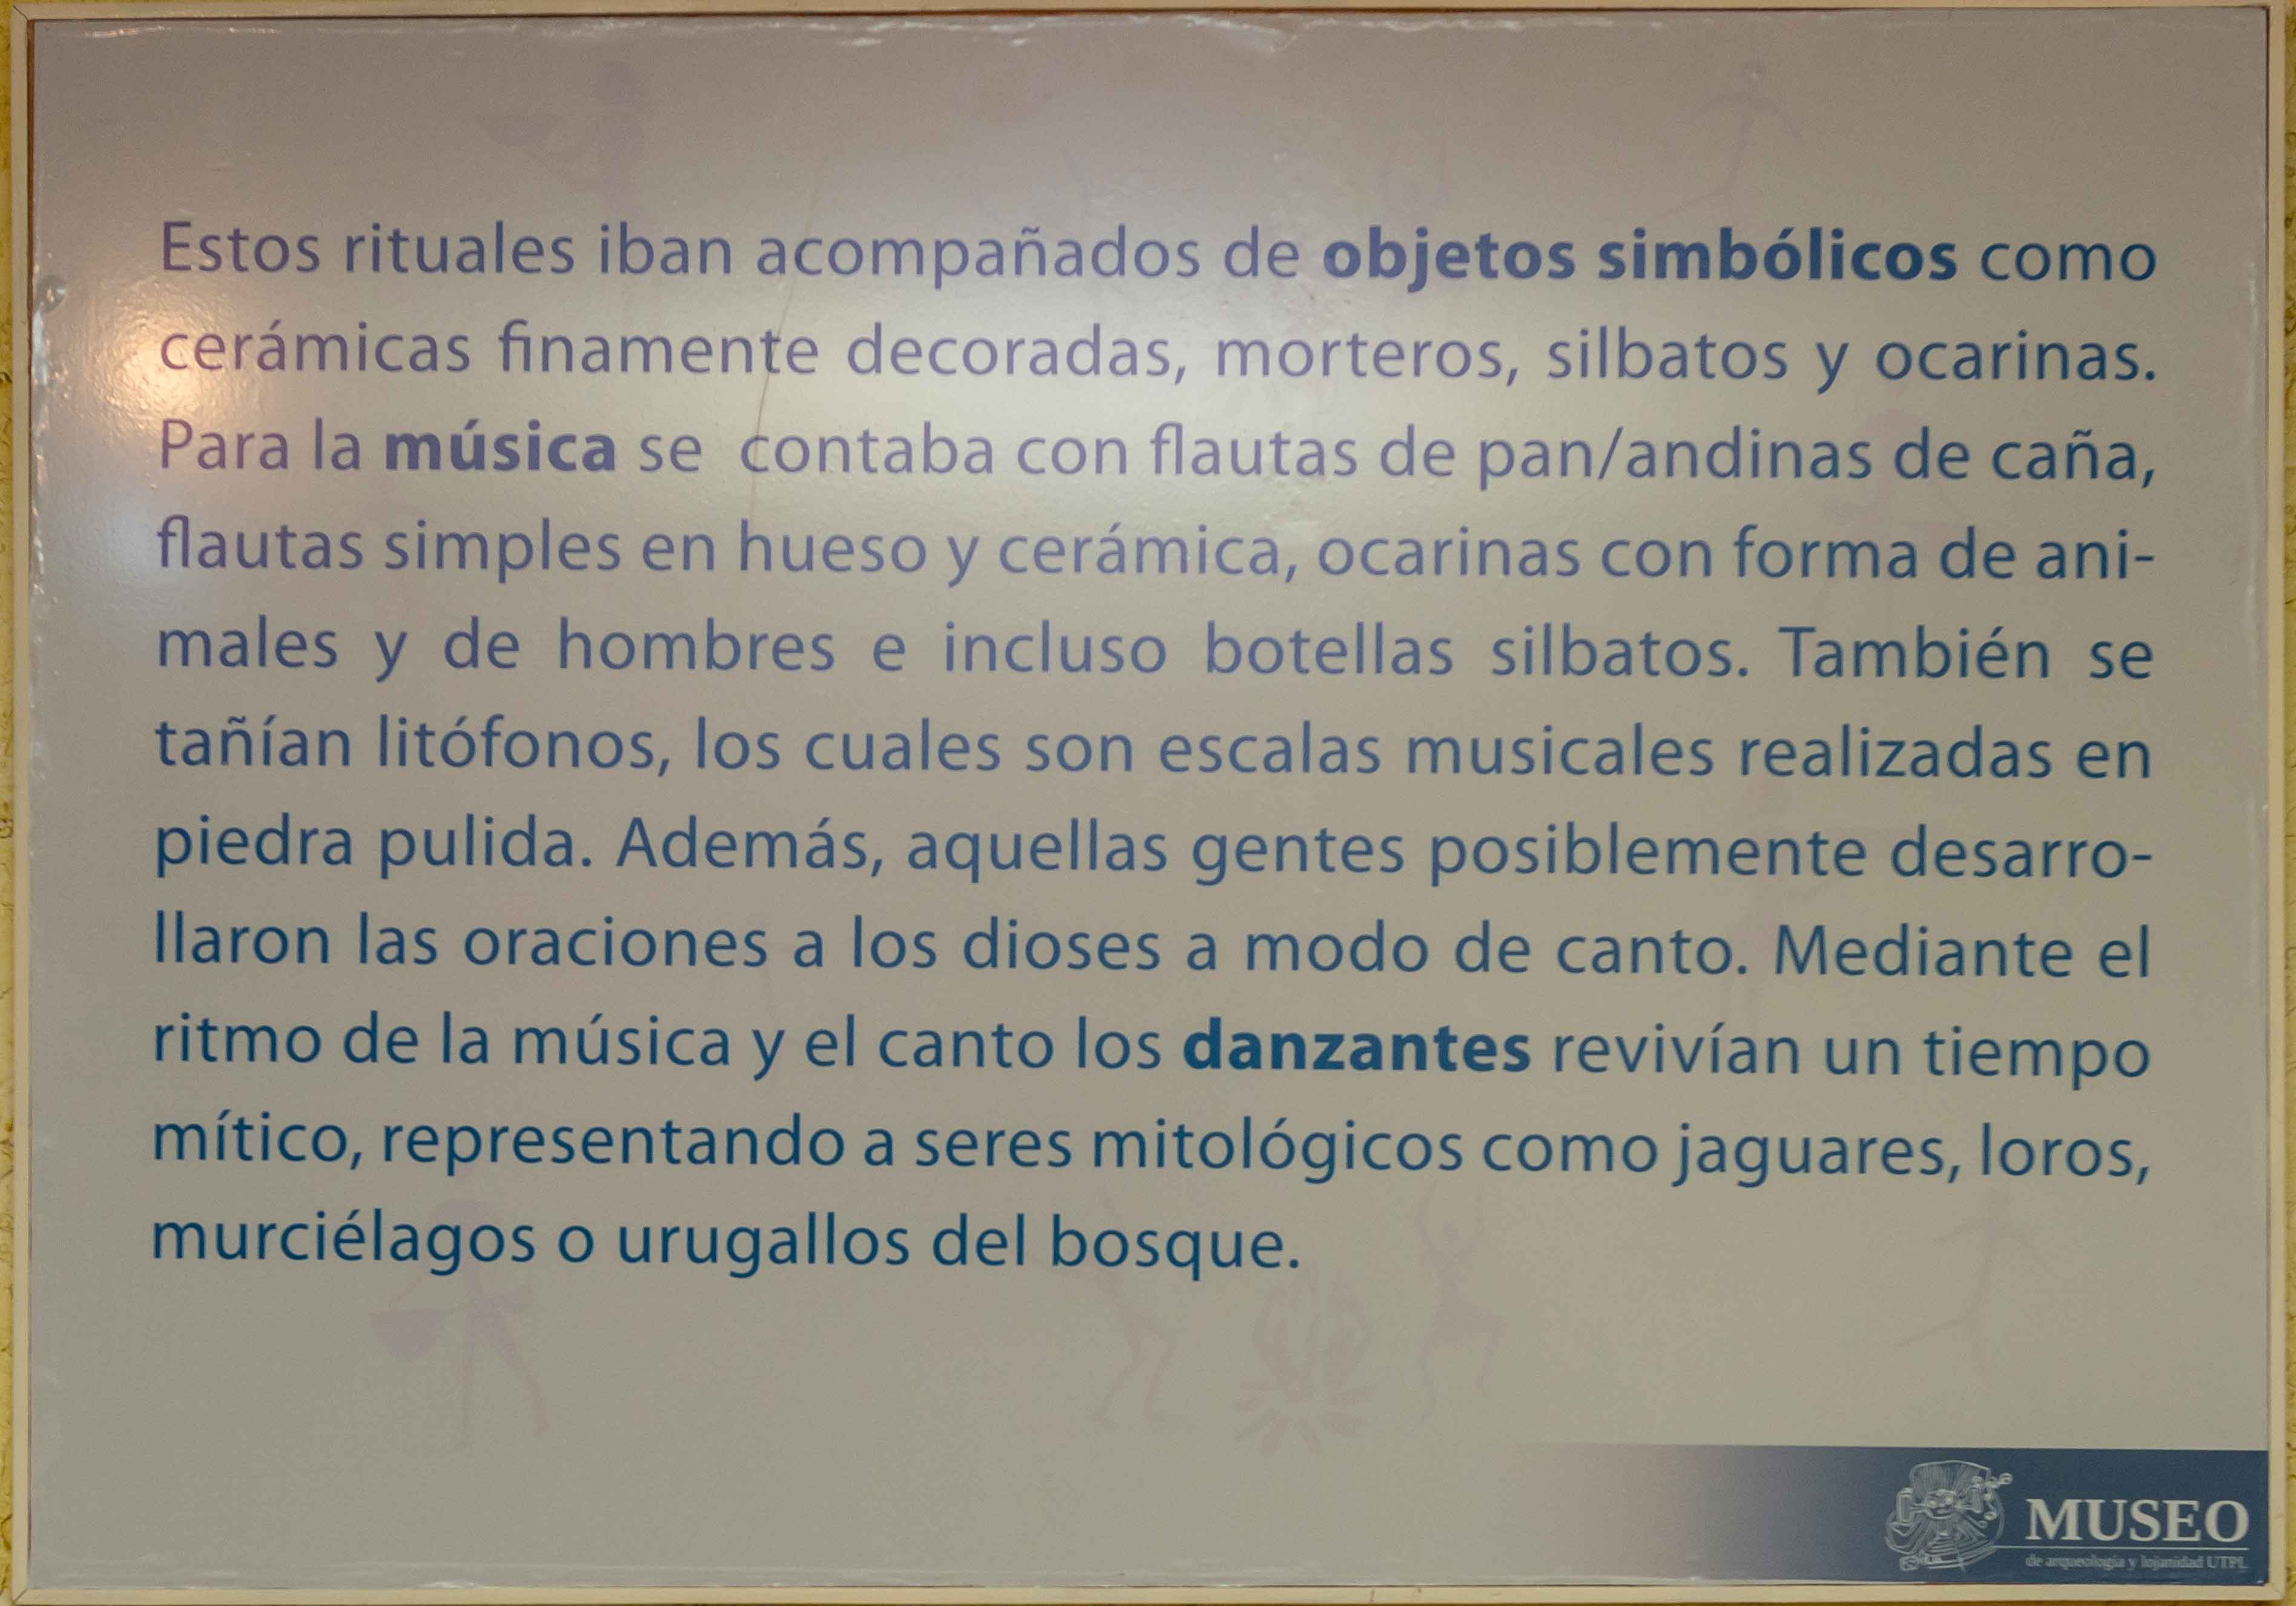 Estos rituales iban acompañados de objetos simbólicos como
cerámicas finamente decoradas, morteros, silbatos y ocarinas.
Para la música se contaba con flautas de pan/andinas de caña,
flautas simples en hueso y cerámica, ocarinas con forma de ani-
males y de hombres e incluso botellas silbatos. También se
tañían litófonos, los cuales son escalas musicales realizadas en
piedra pulida. Además, aquellas gentes posiblemente desarro-
llaron las oraciones a los dioses a modo de canto. Mediante el
ritmo de la música y el canto los danzantes revivían un tiempo
mítico, representando a seres mitológicos como jaguares, loros,
murciélagos o urugallos del bosque.
MUSEO
de arqueología y lojanidad UTPL